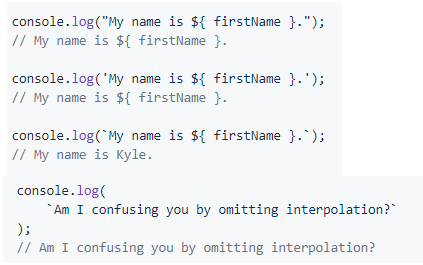 console.log("My name is ${ firstName }.");
// My name is ${ firstName }.
console.log('My name is ${ firstName }.');
// My name is ${ firstName }.
console.log(`My name is ${ firstName }.`);
// My name is Kyle.
console.log(
`Am I confusing you by omitting interpolation?`
);
// Am I confusing you by omitting interpolation?